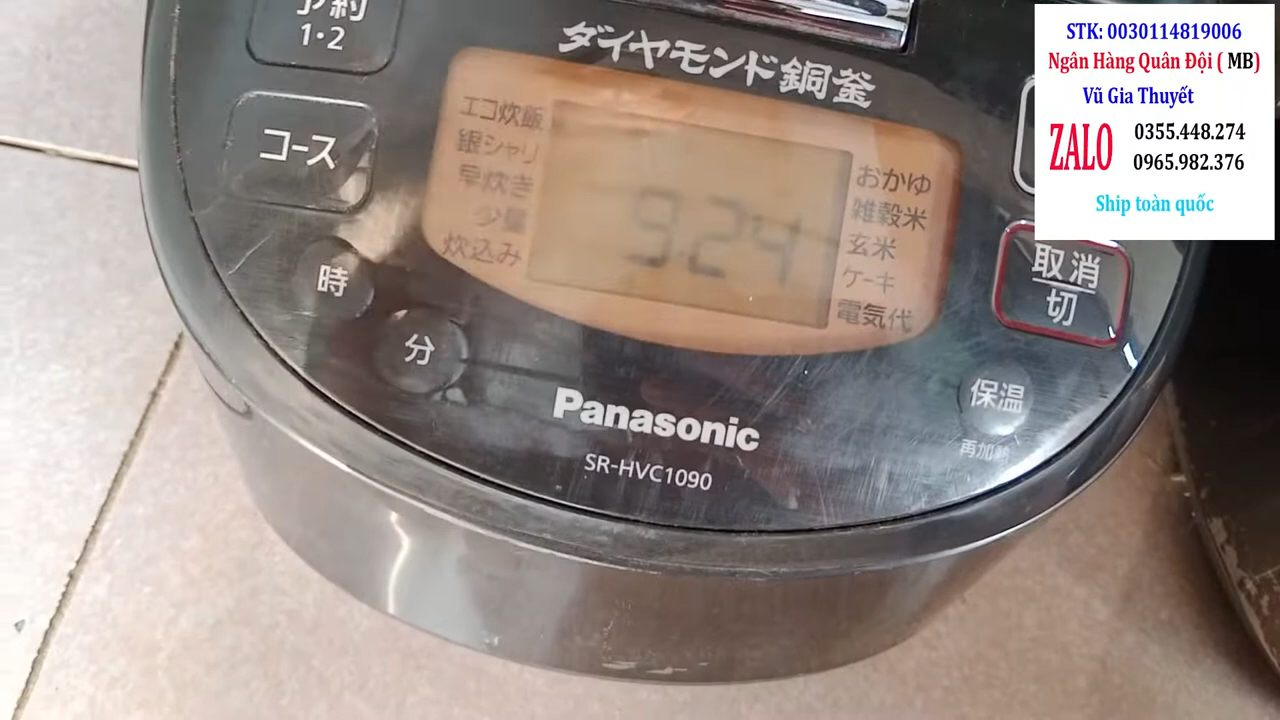 予約
1・2
コース
時
分
ダイヤモンド銅釜
エコ炊飯
銀シャリ
早炊き
少量
炊込み
9:24
おかゆ
雑穀米
玄米
ケーキ
電気代
取消
切
保温
再加熱
Panasonic
SR-HVC1090
STK: 0030114819006
Ngân Hàng Quân Đội ( MB)
Vũ Gia Thuyết
ZALO 0355.448.274
0965.982.376
Ship toàn quốc